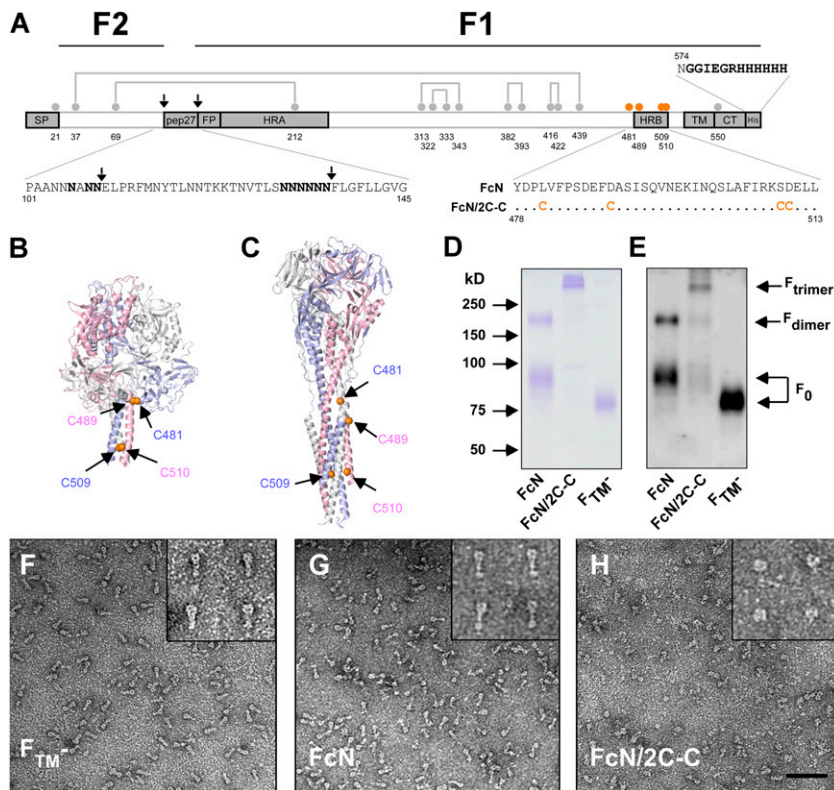 A
F2
F1
574
NGGIEGRHHHHHH
SP
pep27
FP
HRA
HRB
TM
CT
His
21
37
69
212
313
322
333
343
382
393
416
422
439
481
489
509
510
550
PAANNNANNELPRFMNYTLNNTKKTNVTLSNNNNNNFLGFLLGVG
101
145
FcN
YDPLVFPSDEFDASISQVNEKINQSLAFIRKSDELL
FcN/2C-C
...C.......C...................CC....
478
513
B
C489
C481
C509
C510
C
C481
C489
C509
C510
D
kD
250
150
100
75
50
FcN
FcN/2C-C
FTM-
E
Ftrimer
Fdimer
F0
FcN
FcN/2C-C
FTM-
F
FTM-
G
FcN
H
FcN/2C-C